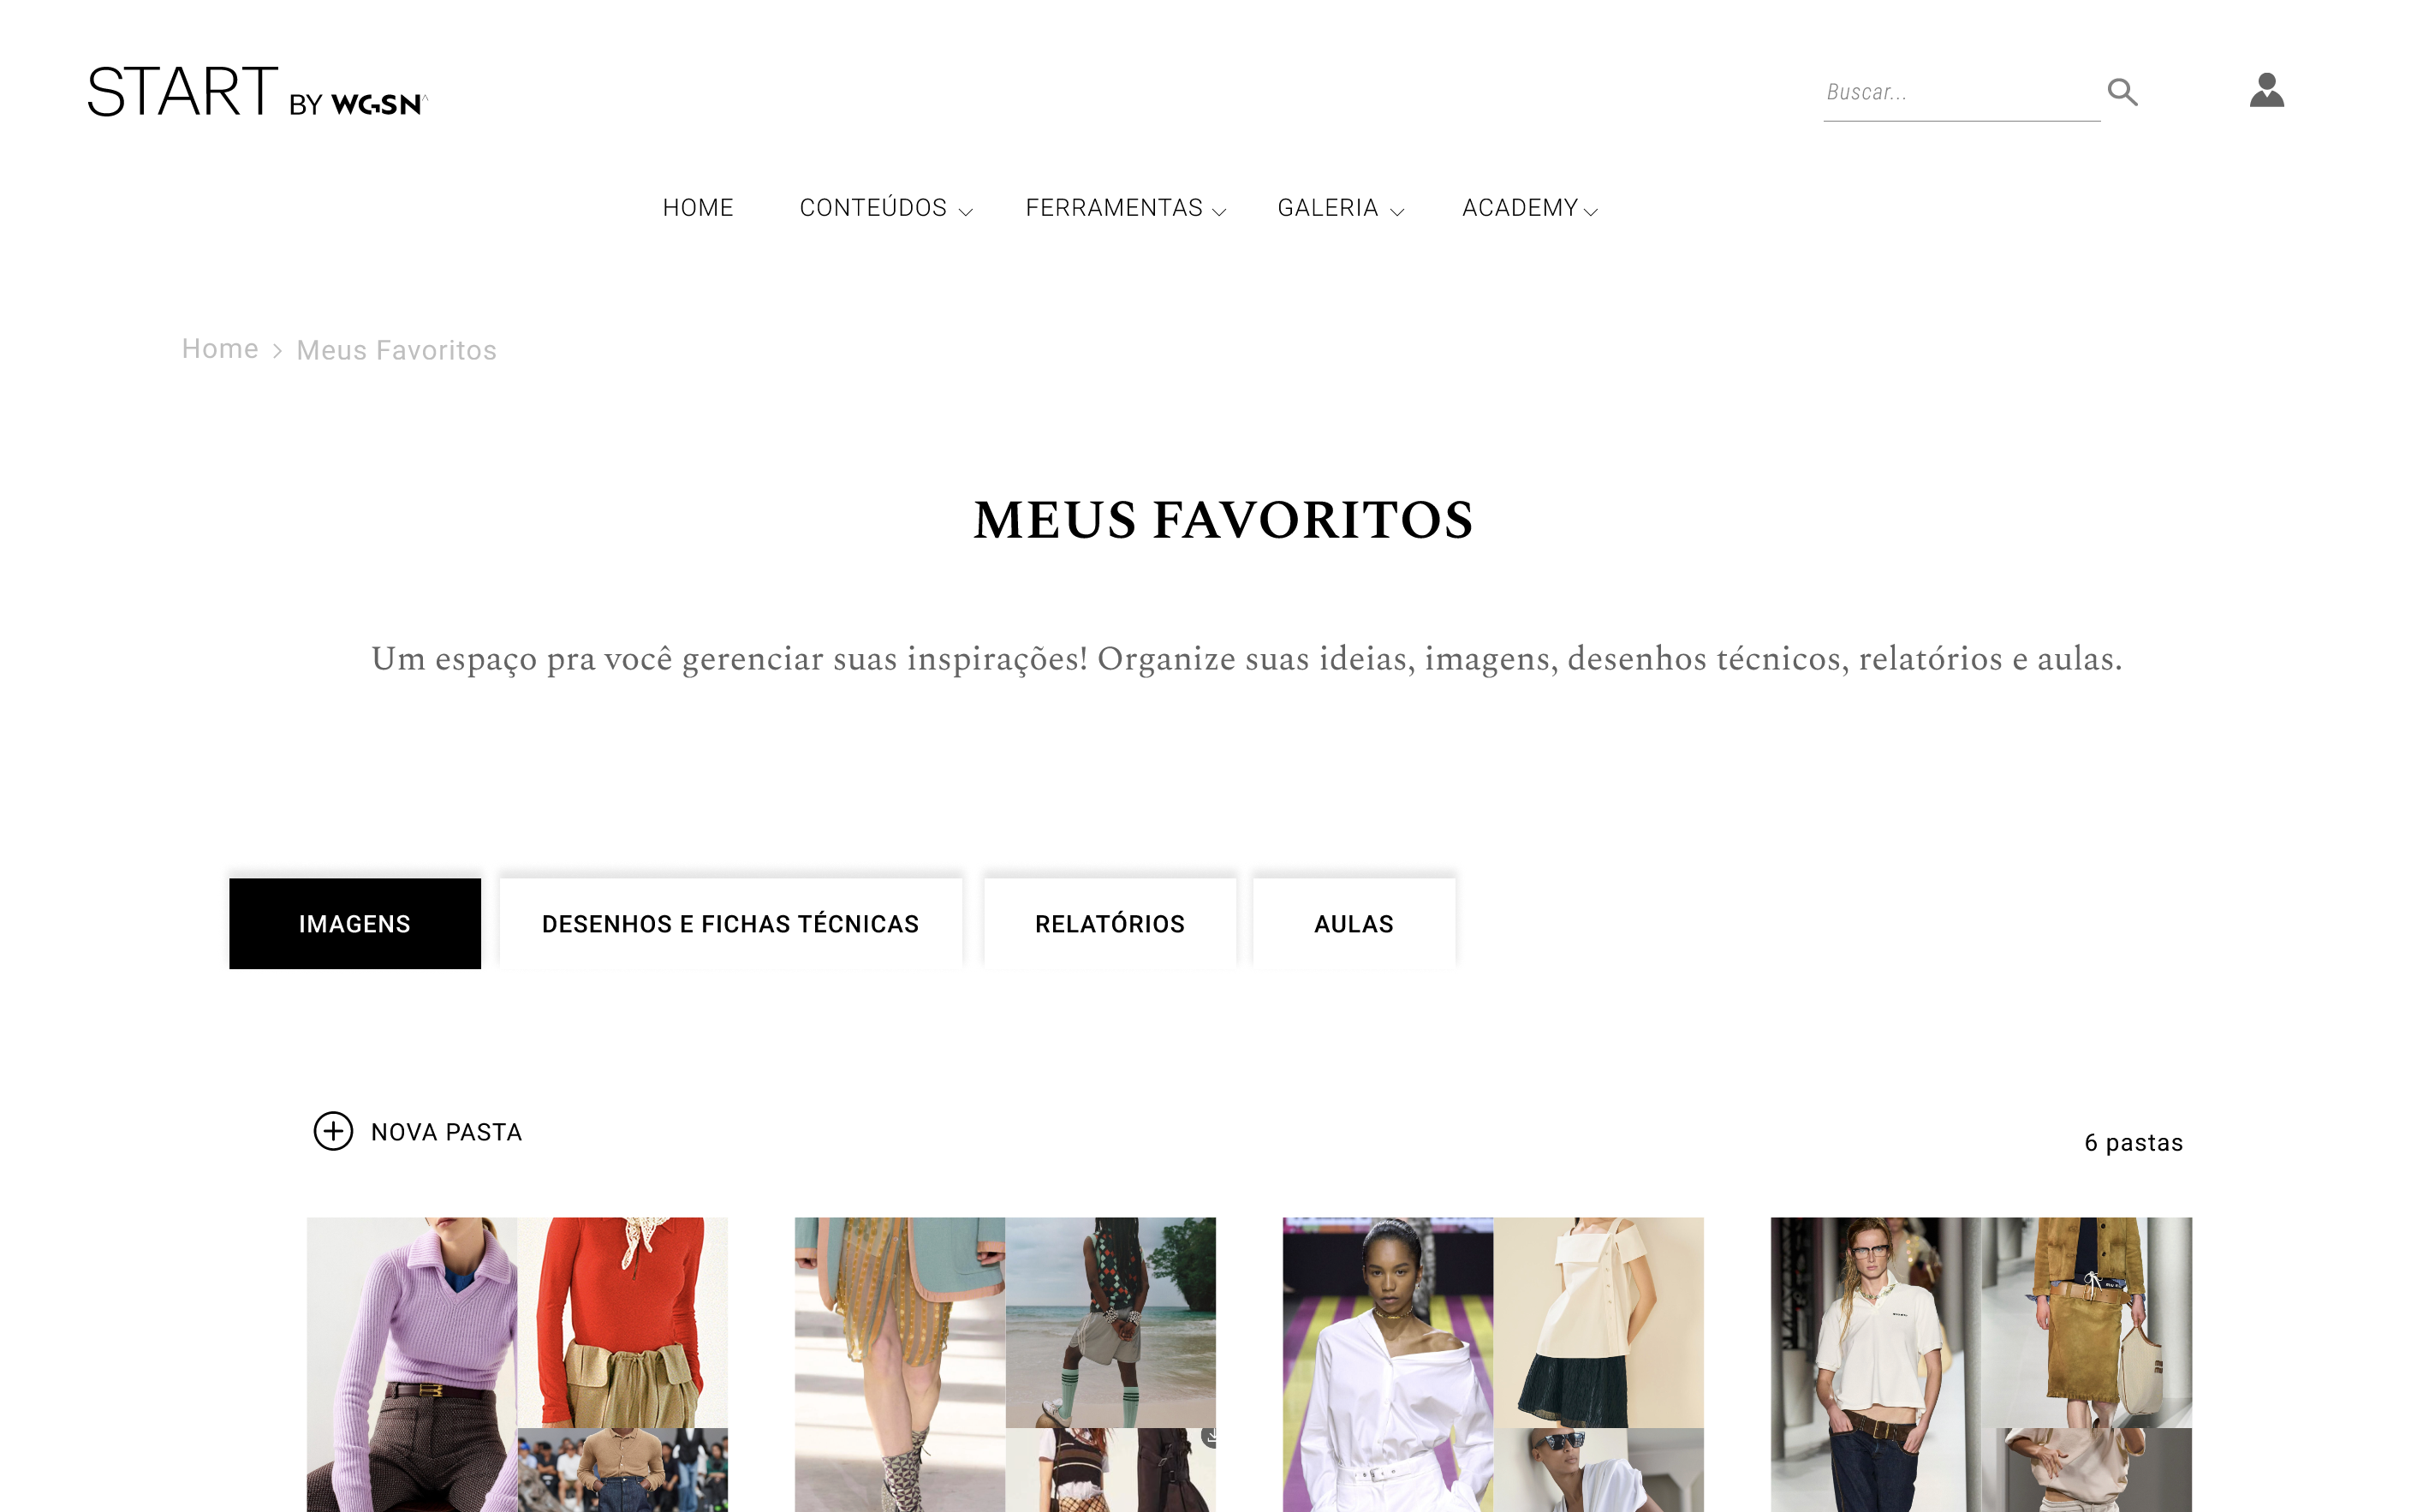 START BY WGSN
Buscar...
HOME CONTEÚDOS FERRAMENTAS GALERIA ACADEMY
Home > Meus Favoritos
MEUS FAVORITOS
Um espaço pra você gerenciar suas inspirações! Organize suas ideias, imagens, desenhos técnicos, relatórios e aulas.
IMAGENS DESENHOS E FICHAS TÉCNICAS RELATÓRIOS AULAS
NOVA PASTA
6 pastas